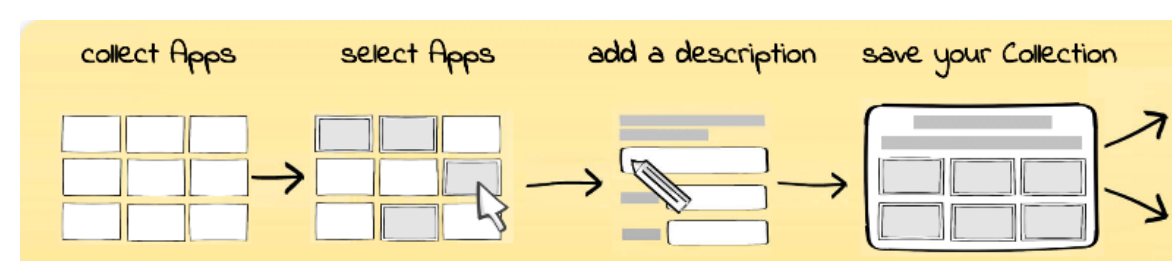 collect Apps
select Apps
add a description
save your Collection